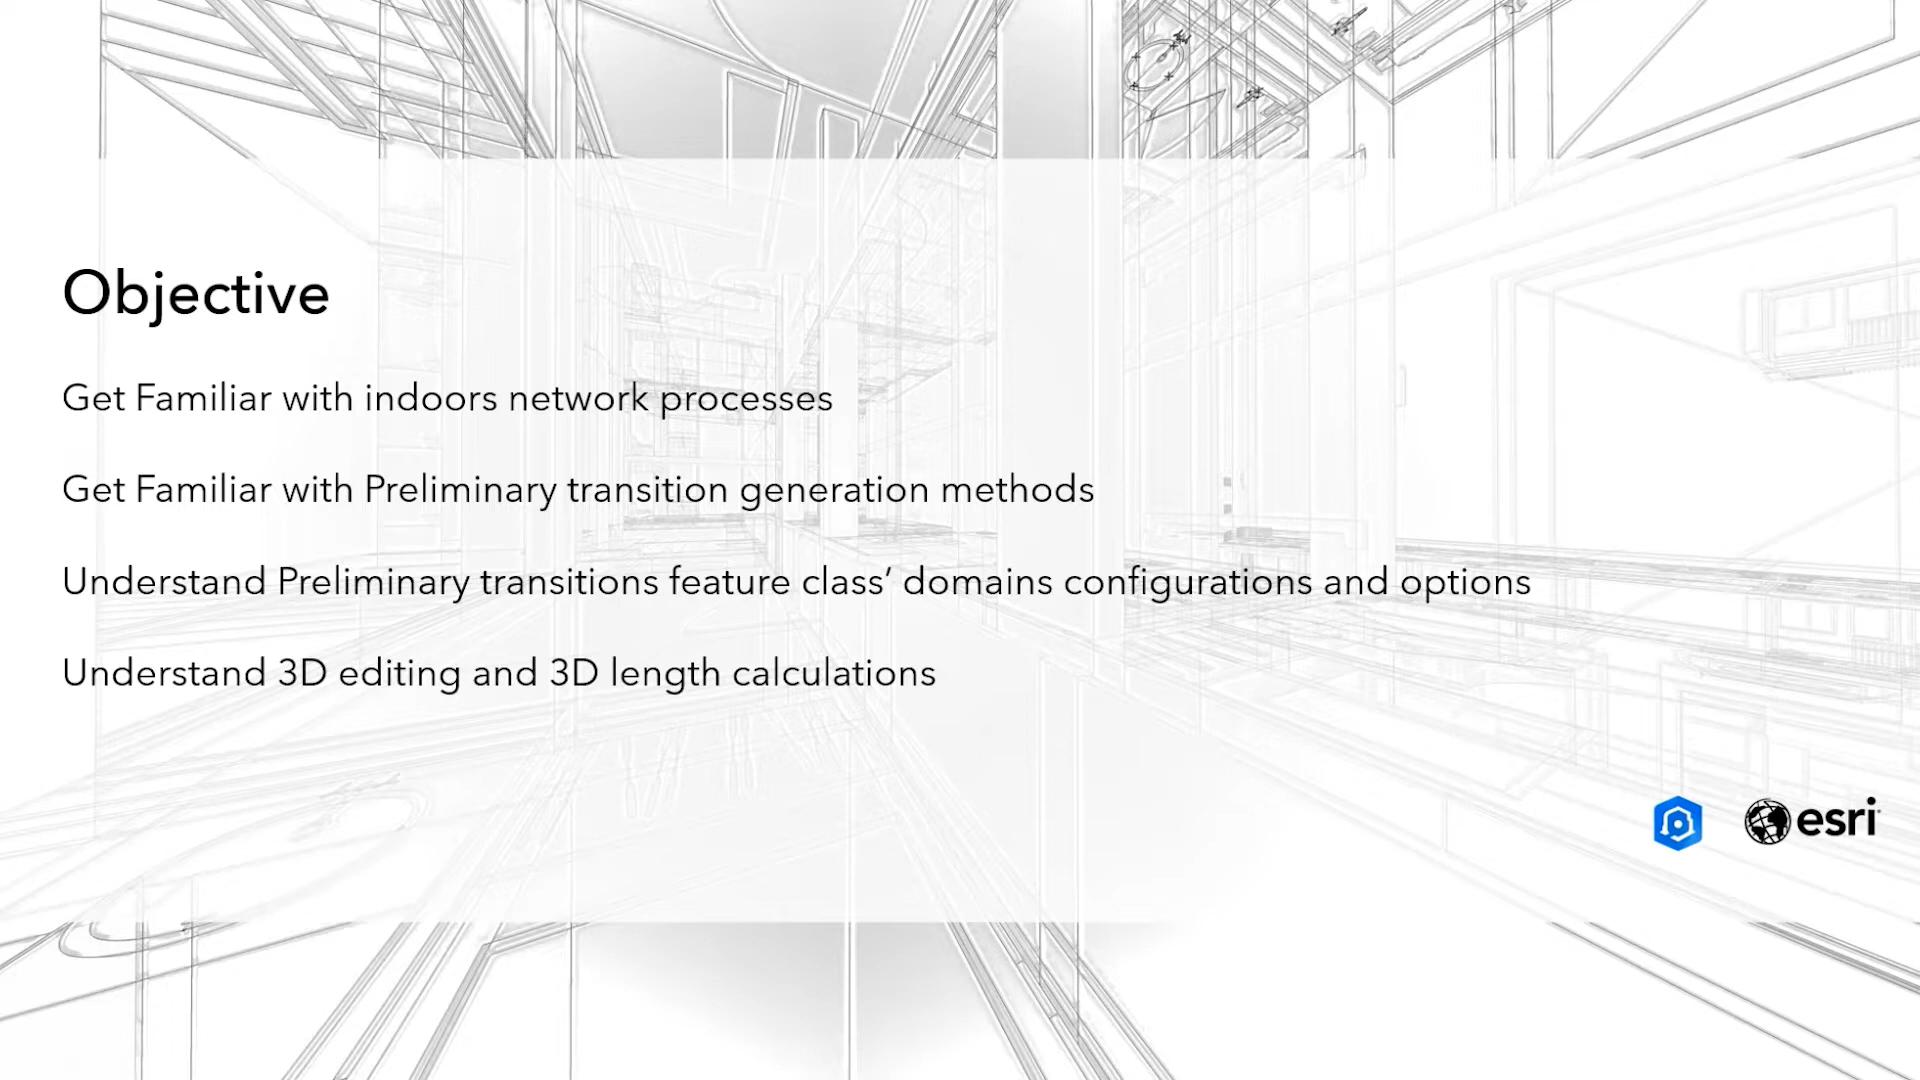 Objective
Get Familiar with indoors network processes
Get Familiar with Preliminary transition generation methods
Understand Preliminary transitions feature class’ domains configurations and options
Understand 3D editing and 3D length calculations
esri